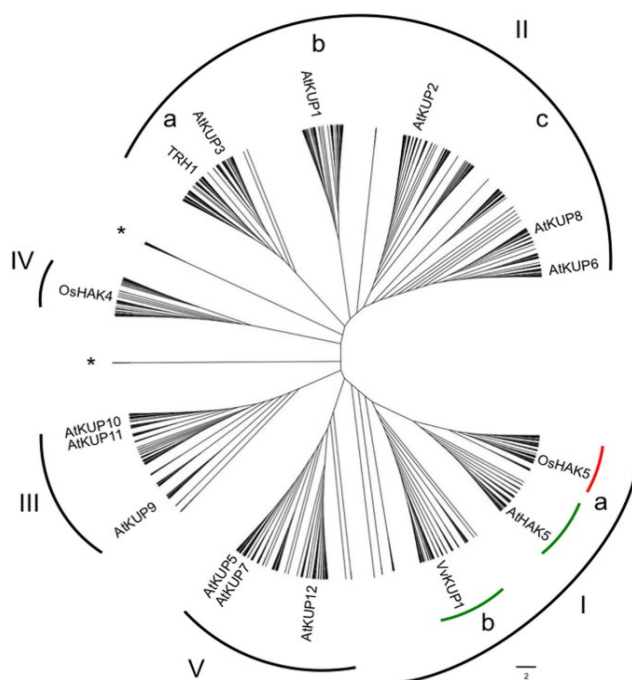 II
b
AtKUP1
AtKUP2
a
AtKUP3
TRH1
c
AtKUP8
AtKUP6
*
IV
OsHAK4
*
AtKUP10
AtKUP11
III
AtKUP9
OsHAK5
a
AtHAK5
I
VvKUP1
b
AtKUP5
AtKUP7
AtKUP12
V
2